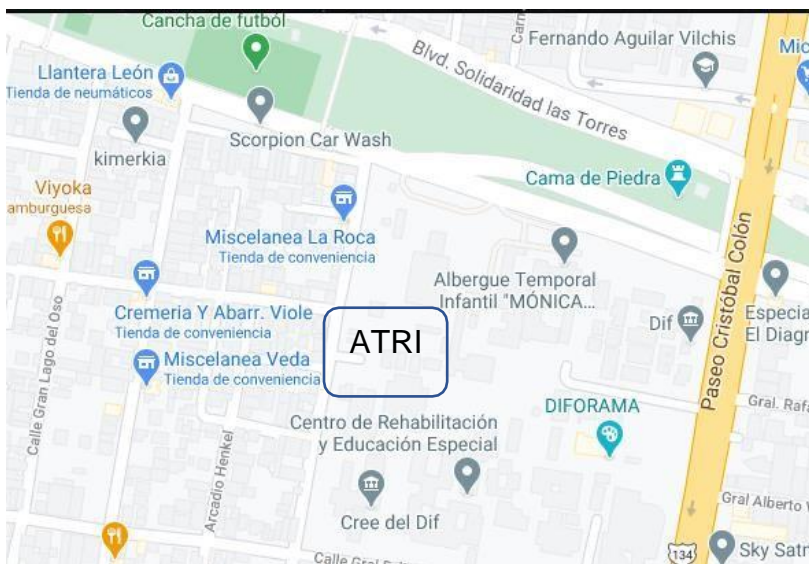 Cancha de futból
Blvd. Solidaridad las Torres
Fernando Aguilar Vilchis
Llantera León
Tienda de neumáticos
kimerkia
Scorpion Car Wash
Cama de Piedra
Viyoka
amburguesa
Miscelanea La Roca
Tienda de conveniencia
Albergue Temporal
Infantil "MÓNICA...
Paseo Cristóbal Colón
Cremeria Y Abarr. Viole
Tienda de conveniencia
Dif
Especia
El Diagr
Calle Gran Lago del Oso
ATRI
Miscelanea Veda
Tienda de conveniencia
DIFORAMA
Gral. Rafa
Centro de Rehabilitación
y Educación Especial
Arcadio Henkel
Cree del Dif
Gral Alberto
134
Sky Satr